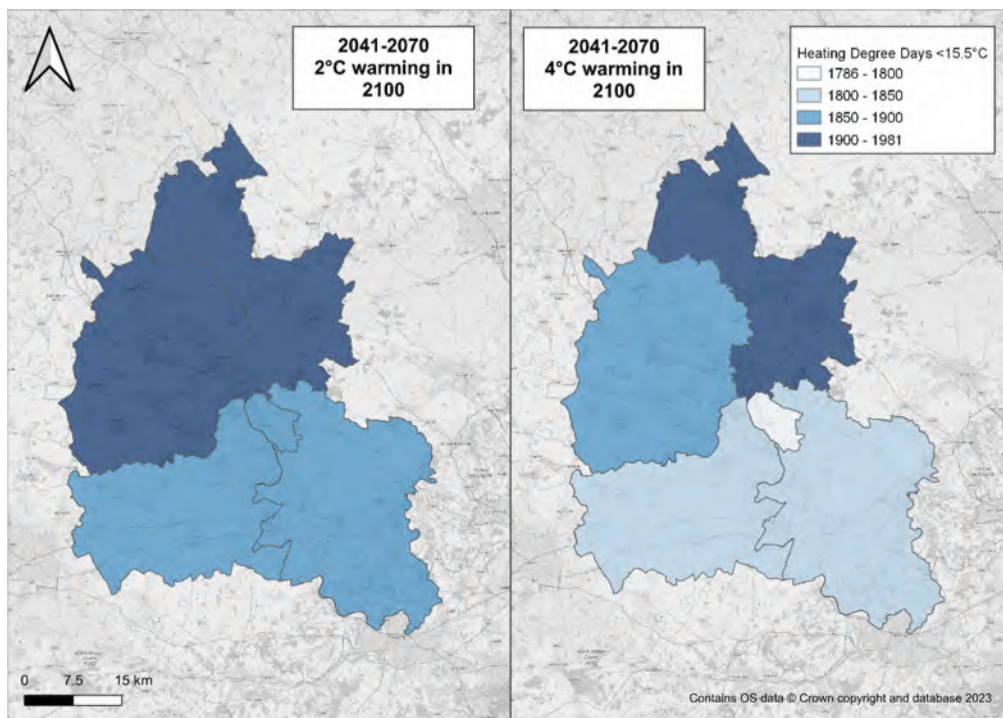 2041-2070
2°C warming in
2100
2041-2070
4°C warming in
2100
Heating Degree Days <15.5°C
1786 - 1800
1800 - 1850
1850 - 1900
1900 - 1981
0 7.5 15 km
Contains OS data © Crown copyright and database 2023